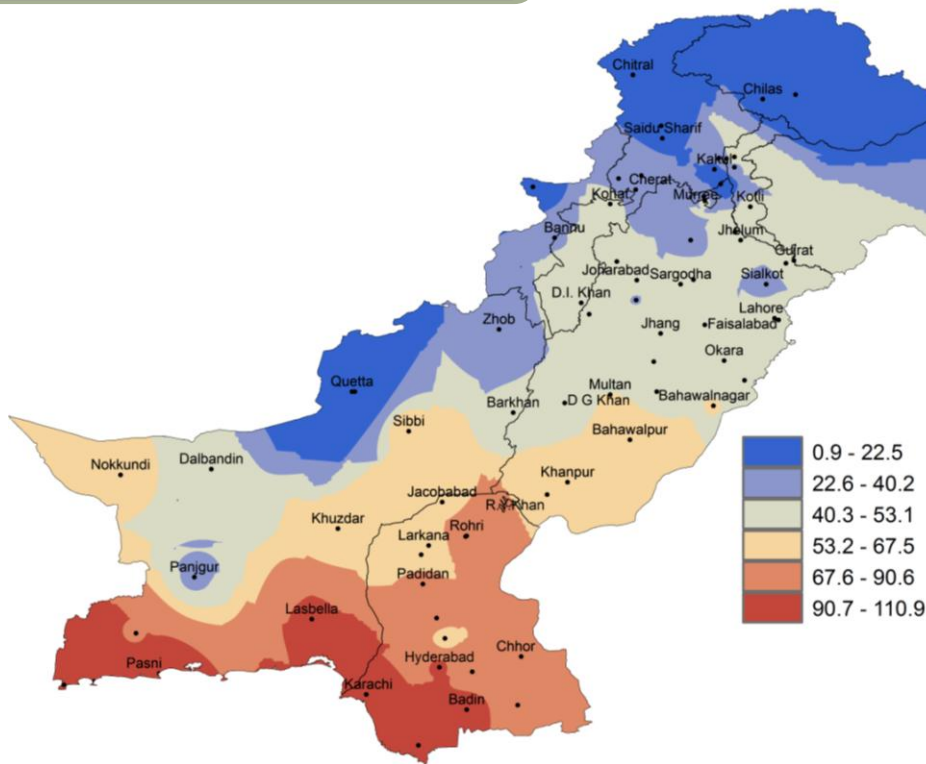 Chitral
Chilas
Saidu Sharif
Kakul
Cherat
Kohat
Murree
Kotli
Bannu
Jhelum
Gujrat
Joharabad
Sargodha
Sialkot
D.I. Khan
Zhob
Lahore
Jhang
Faisalabad
Okara
Quetta
Multan
Barkhan
D G Khan
Bahawalnagar
Sibbi
Bahawalpur
Nokkundi
Dalbandin
Khanpur
Jacobabad
R.Y. Khan
Khuzdar
Rohri
Larkana
Panjgur
Padidan
Lasbella
Chhor
Pasni
Hyderabad
Karachi
Badin
0.9 - 22.5
22.6 - 40.2
40.3 - 53.1
53.2 - 67.5
67.6 - 90.6
90.7 - 110.9